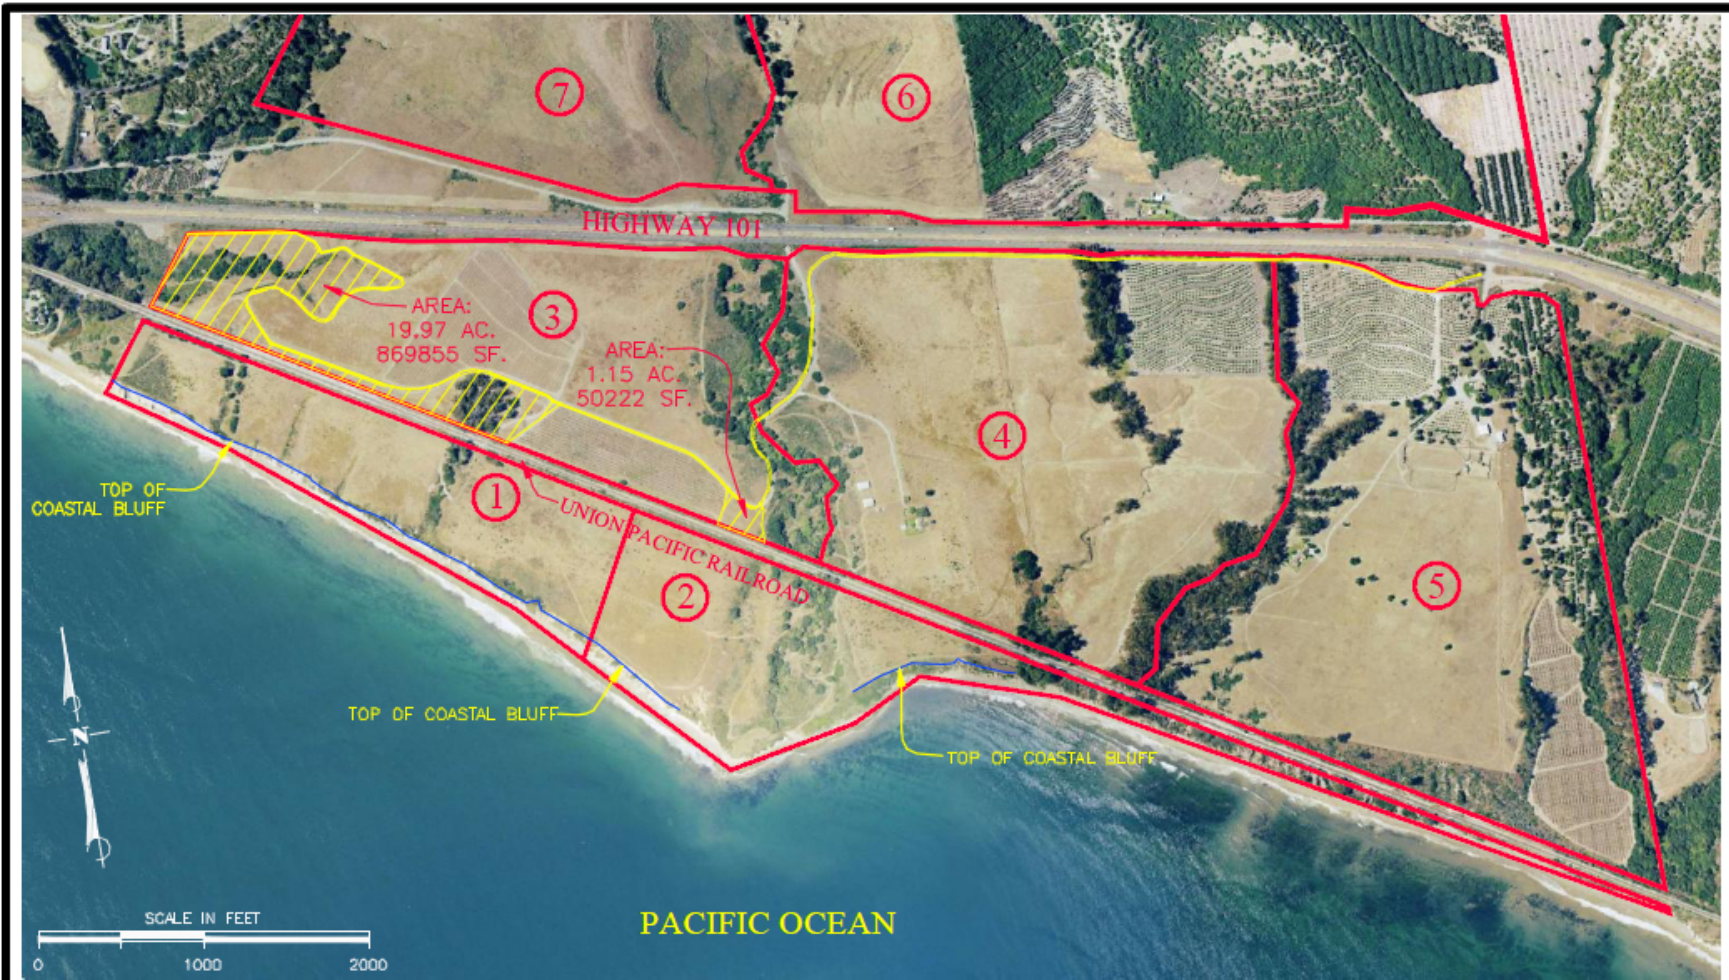 7
6
HIGHWAY 101
AREA:
19.97 AC.
869855 SF.
3
AREA:
1.15 AC.
50222 SF.
4
TOP OF
COASTAL BLUFF
1
UNION PACIFIC RAILROAD
2
5
TOP OF COASTAL BLUFF
TOP OF COASTAL BLUFF
N
SCALE IN FEET
0 1000 2000
PACIFIC OCEAN